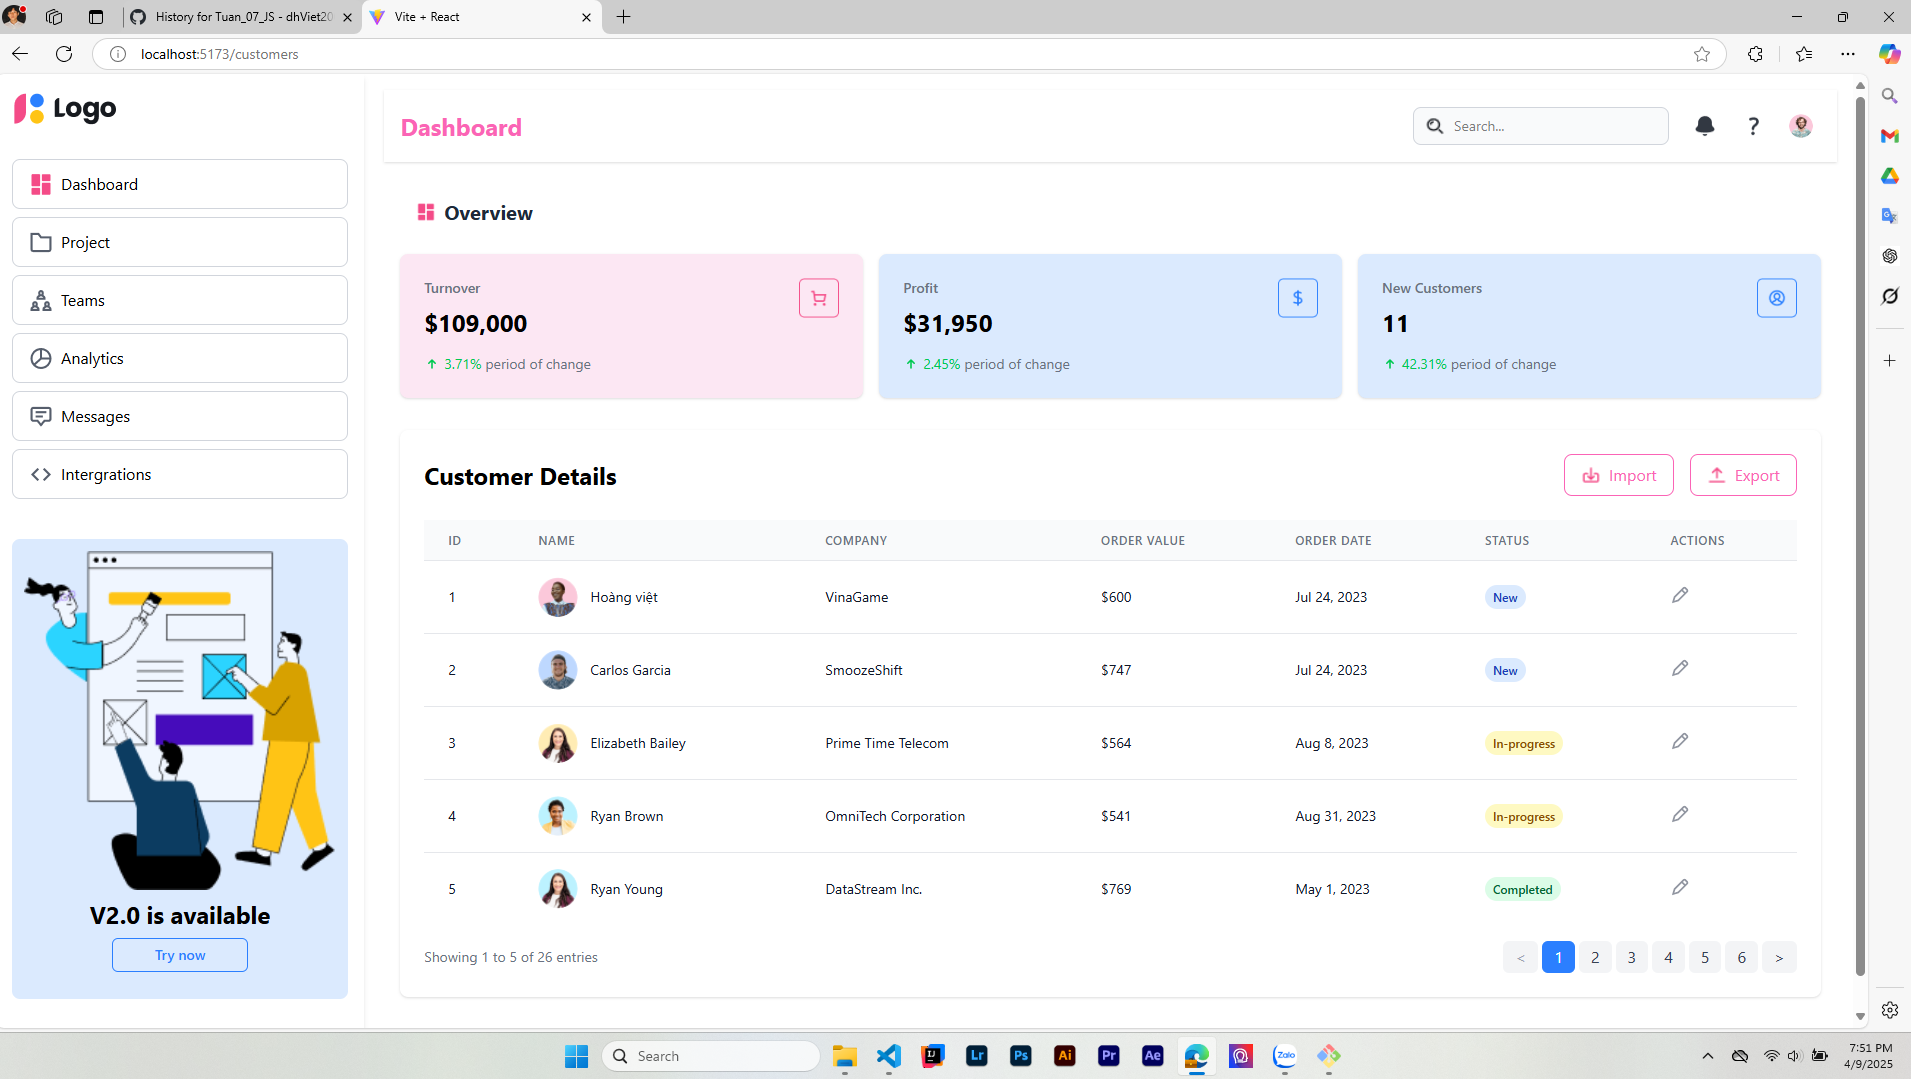 History for Tuan_07_JS - dhViet20
Vite + React
localhost:5173/customers
Logo
Dashboard
Project
Teams
Analytics
Messages
Intergrations
V2.0 is available
Try now
Dashboard
Search...
Overview
Turnover
$109,000
3.71% period of change
Profit
$31,950
2.45% period of change
New Customers
11
42.31% period of change
Customer Details
Import
Export
ID NAME COMPANY ORDER VALUE ORDER DATE STATUS ACTIONS
1 Hoàng việt VinaGame $600 Jul 24, 2023 New
2 Carlos Garcia SmoozeShift $747 Jul 24, 2023 New
3 Elizabeth Bailey Prime Time Telecom $564 Aug 8, 2023 In-progress
4 Ryan Brown OmniTech Corporation $541 Aug 31, 2023 In-progress
5 Ryan Young DataStream Inc. $769 May 1, 2023 Completed
Showing 1 to 5 of 26 entries
< 1 2 3 4 5 6 >
Search
Lr Ps Ai Pr Ae Zalo
7:51 PM
4/9/2025